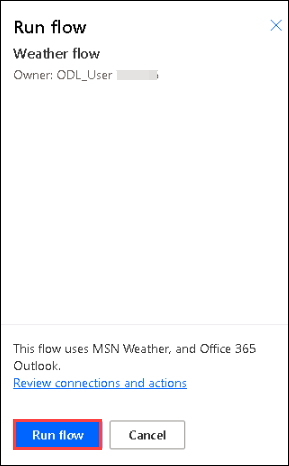 Run flow
Weather flow
Owner: ODL_User
This flow uses MSN Weather, and Office 365
Outlook.
Review connections and actions
Run flow
Cancel